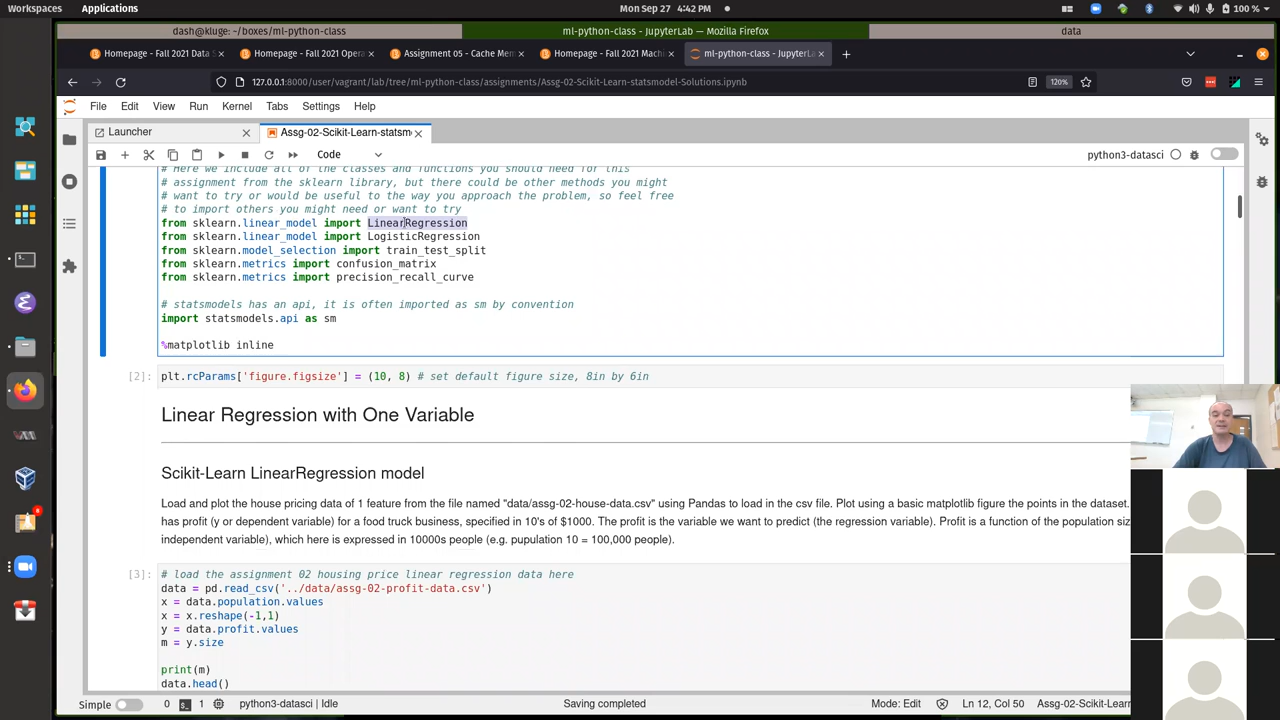 Workspaces Applications Mon Sep 27 4:42 PM 100 %
dash@kluge: ~/boxes/ml-python-class ml-python-class - JupyterLab — Mozilla Firefox data
Homepage - Fall 2021 Data S Homepage - Fall 2021 Opera Assignment 05 - Cache Mem Homepage - Fall 2021 Machi ml-python-class - JupyterLa
127.0.0.1:8000/user/vagrant/lab/tree/ml-python-class/assignments/Assg-02-Scikit-Learn-statsmodel-Solutions.ipynb 120%
File Edit View Run Kernel Tabs Settings Help
Launcher Assg-02-Scikit-Learn-statsm
Code python3-datasci
# Here we include all of the classes and functions you should need for this
# assignment from the sklearn library, but there could be other methods you might
# want to try or would be useful to the way you approach the problem, so feel free
# to import others you might need or want to try
from sklearn.linear_model import LinearRegression
from sklearn.linear_model import LogisticRegression
from sklearn.model_selection import train_test_split
from sklearn.metrics import confusion_matrix
from sklearn.metrics import precision_recall_curve
# statsmodels has an api, it is often imported as sm by convention
import statsmodels.api as sm
%matplotlib inline
[2]: plt.rcParams['figure.figsize'] = (10, 8) # set default figure size, 8in by 6in
Linear Regression with One Variable
Scikit-Learn LinearRegression model
Load and plot the house pricing data of 1 feature from the file named "data/assg-02-house-data.csv" using Pandas to load in the csv file. Plot using a basic matplotlib figure the points in the dataset.
has profit (y or dependent variable) for a food truck business, specified in 10's of $1000. The profit is the variable we want to predict (the regression variable). Profit is a function of the population siz
independent variable), which here is expressed in 10000s people (e.g. pupulation 10 = 100,000 people).
[3]: # load the assignment 02 housing price linear regression data here
data = pd.read_csv('../data/assg-02-profit-data.csv')
x = data.population.values
x = x.reshape(-1,1)
y = data.profit.values
m = y.size
print(m)
data.head()
Simple 0 1 python3-datasci | Idle Saving completed Mode: Edit Ln 12, Col 50 Assg-02-Scikit-Learn